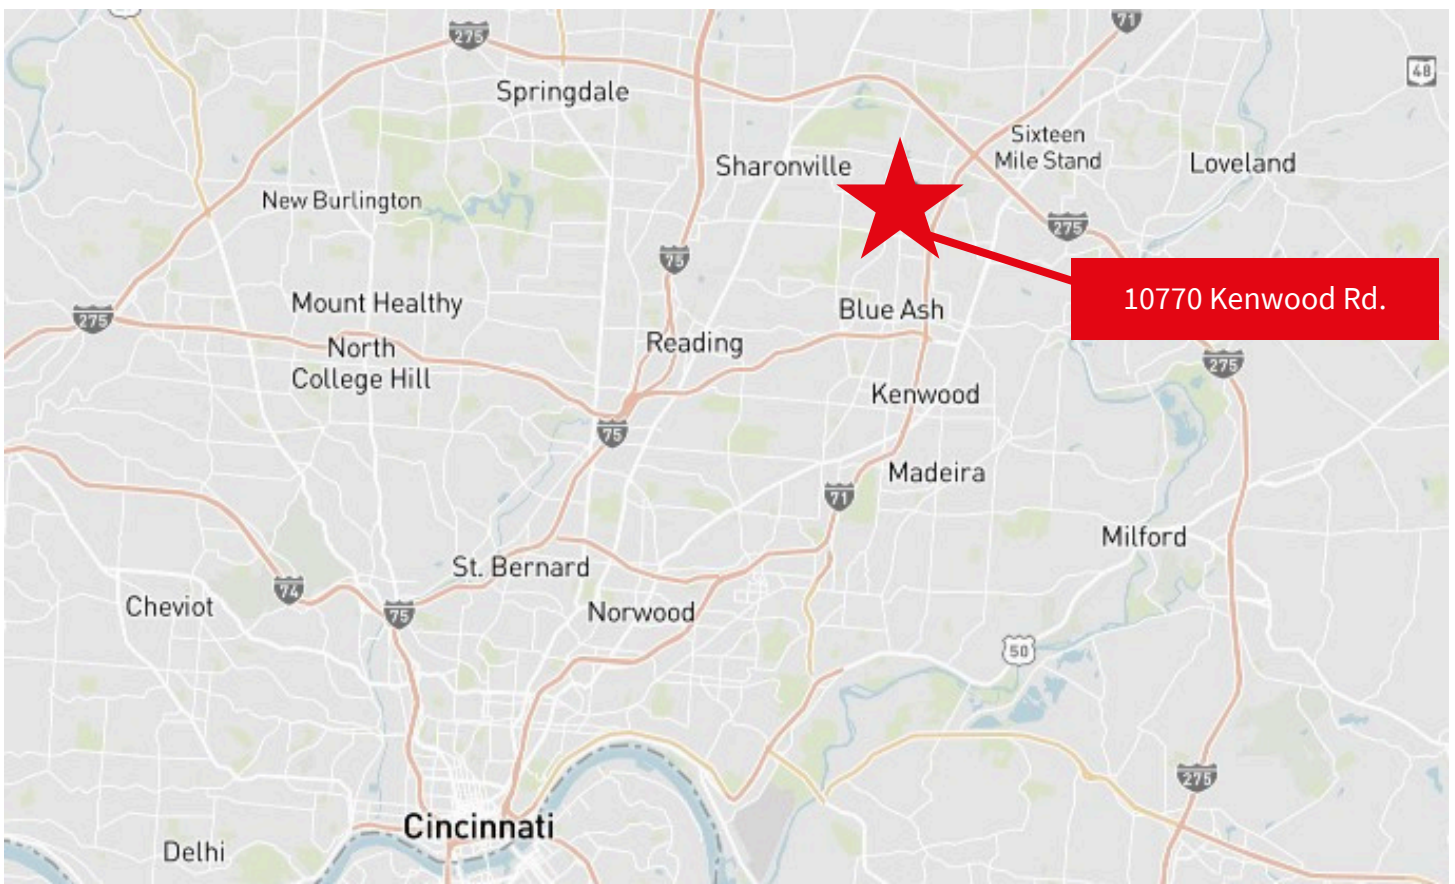 71
275
48
Springdale
Sixteen
Mile Stand
Sharonville
Loveland
New Burlington
275
75
10770 Kenwood Rd.
Mount Healthy
Blue Ash
275
North
College Hill
Reading
275
Kenwood
75
Madeira
71
Milford
St. Bernard
74
Cheviot
75
Norwood
50
275
Cincinnati
Delhi